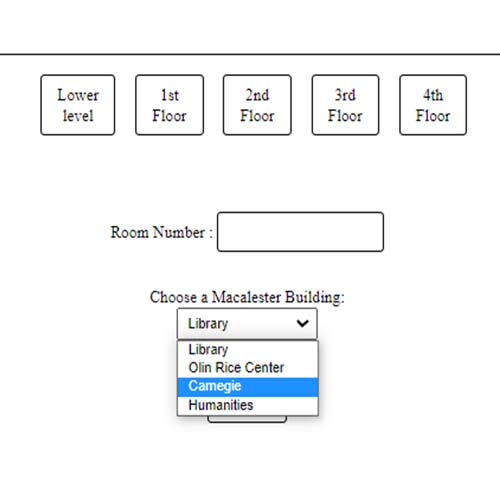 Lower level
1st Floor
2nd Floor
3rd Floor
4th Floor
Room Number :
Choose a Macalester Building:
Library
Library
Olin Rice Center
Carnegie
Humanities